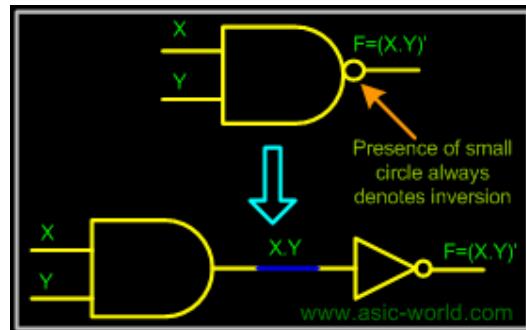 X
F=(X.Y)'
Y
Presence of small
circle always
denotes inversion
X
X.Y
F=(X.Y)'
Y
www.asic-world.com